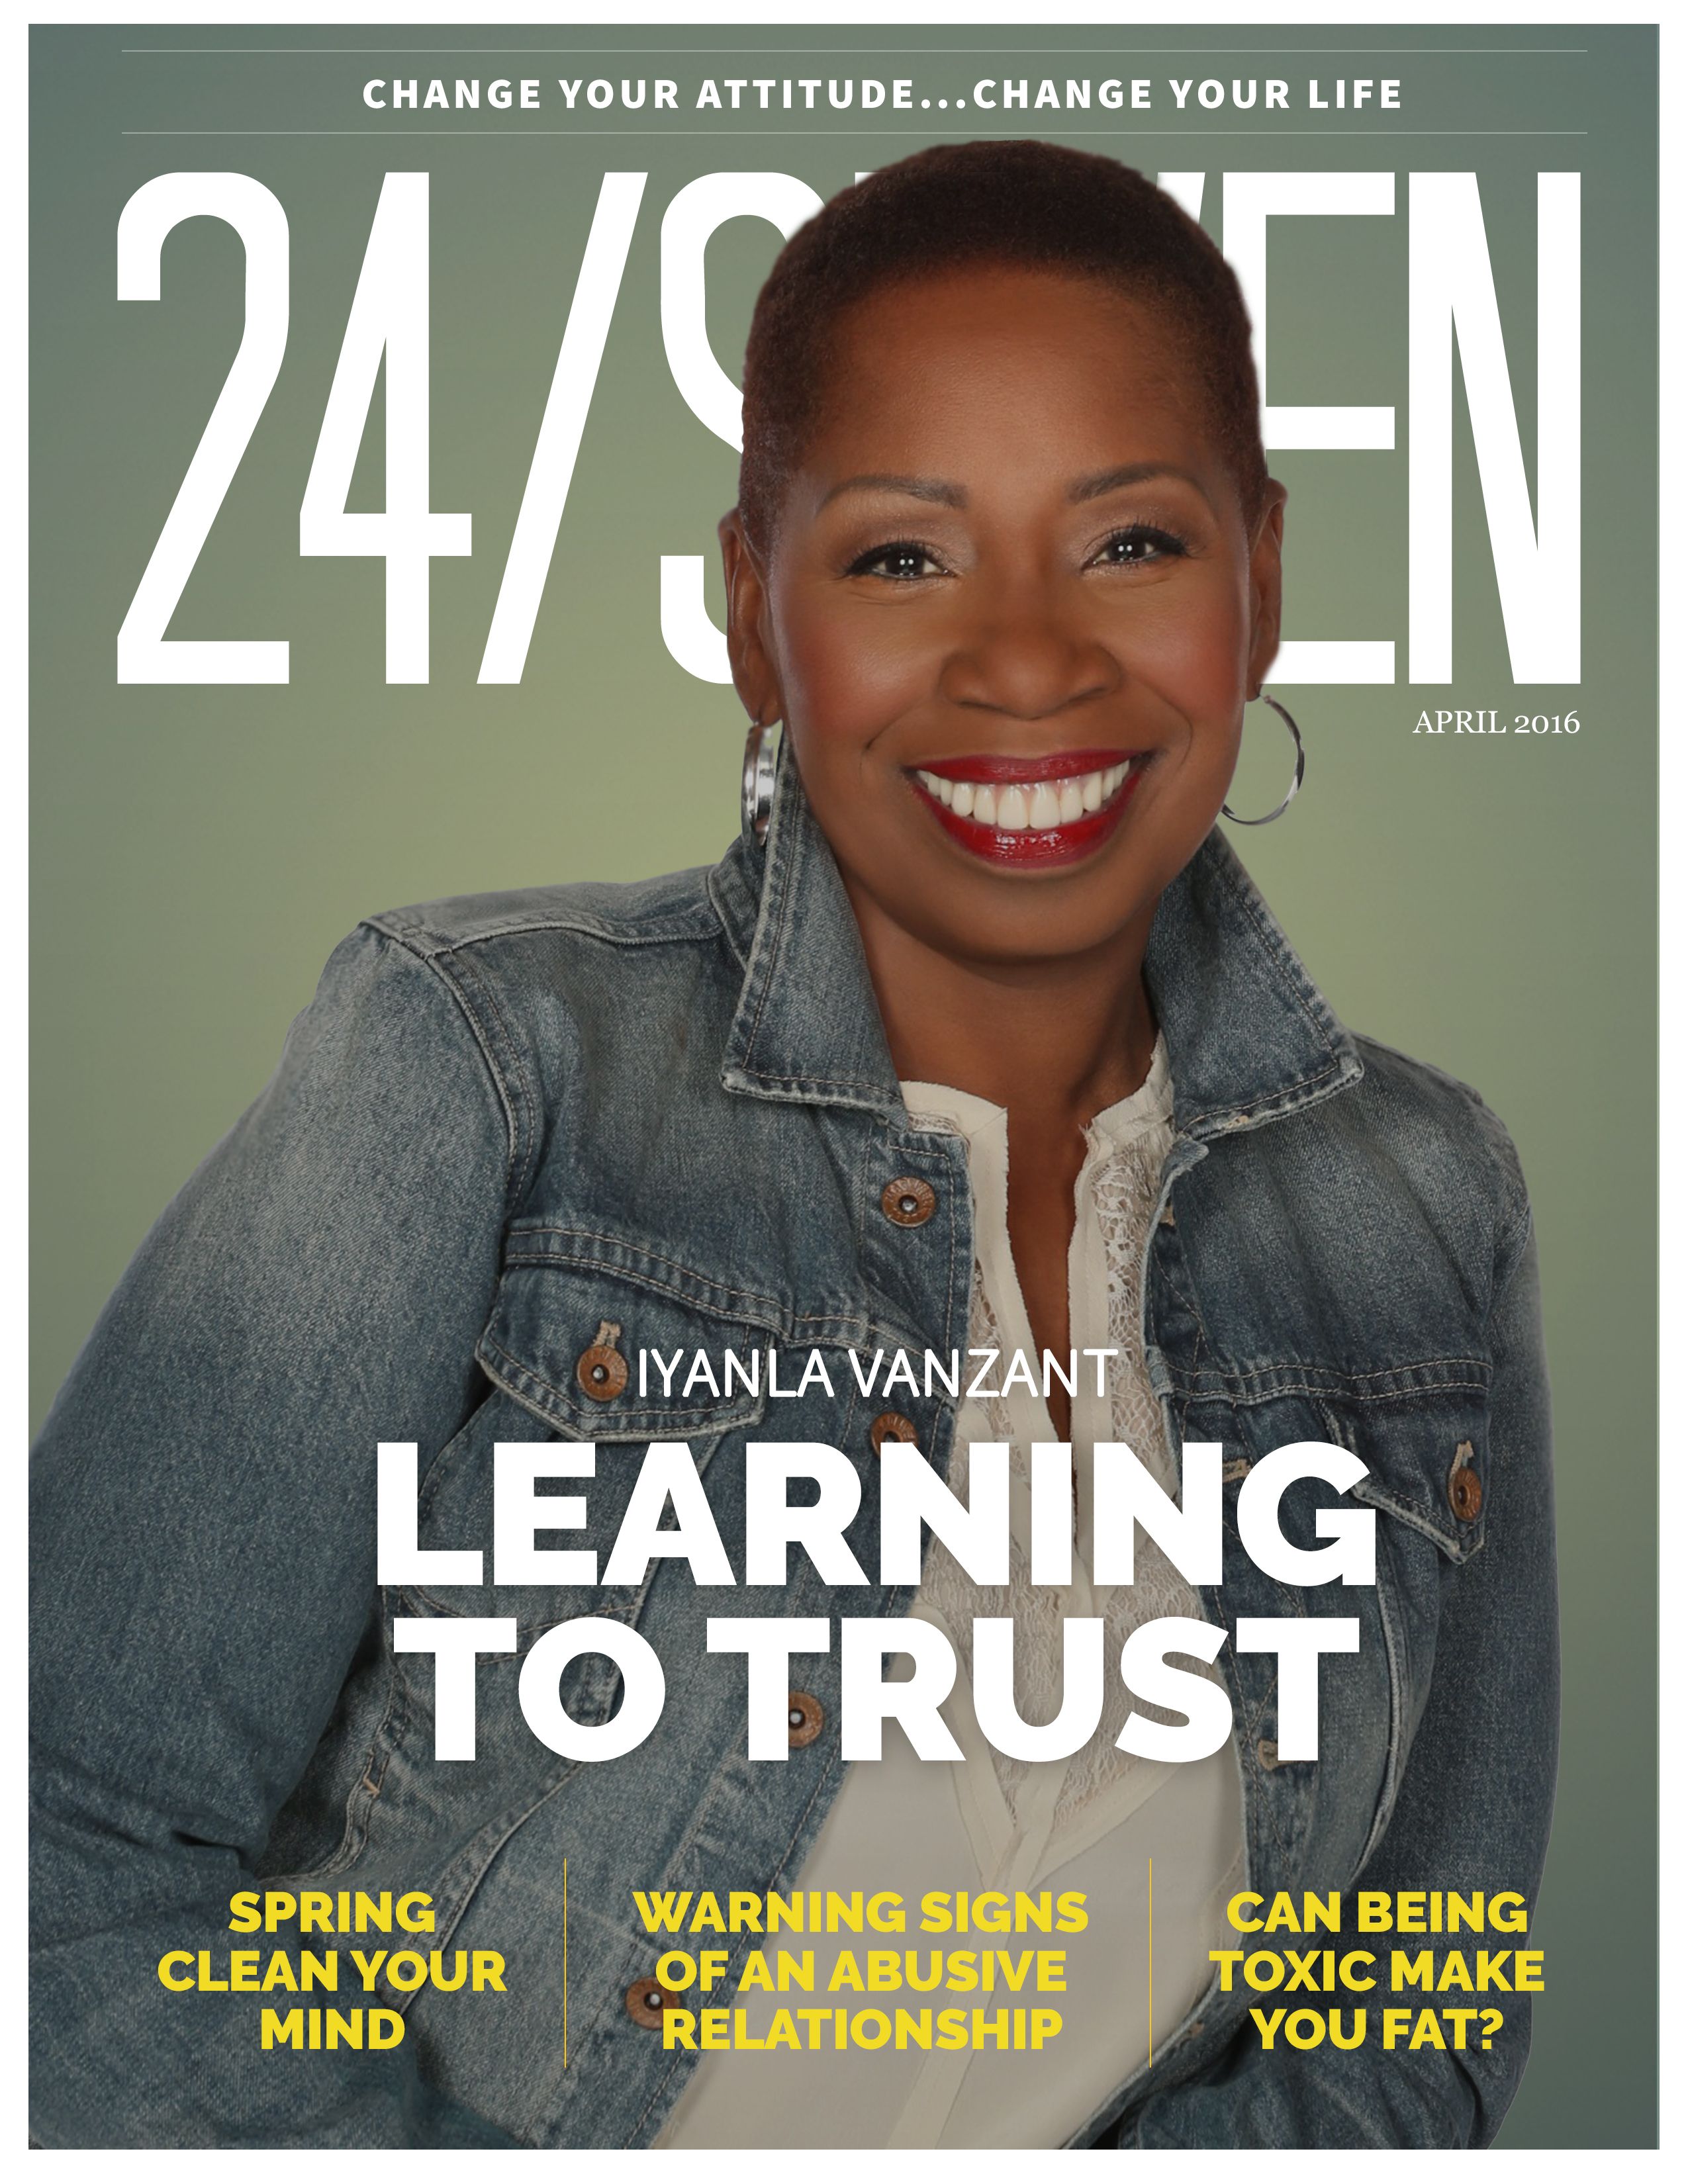 CHANGE YOUR ATTITUDE...CHANGE YOUR LIFE
24/SEVEN
APRIL 2016
IYANLA VANZANT
LEARNING
TO TRUST
SPRING
CLEAN YOUR
MIND
WARNING SIGNS
OF AN ABUSIVE
RELATIONSHIP
CAN BEING
TOXIC MAKE
YOU FAT?